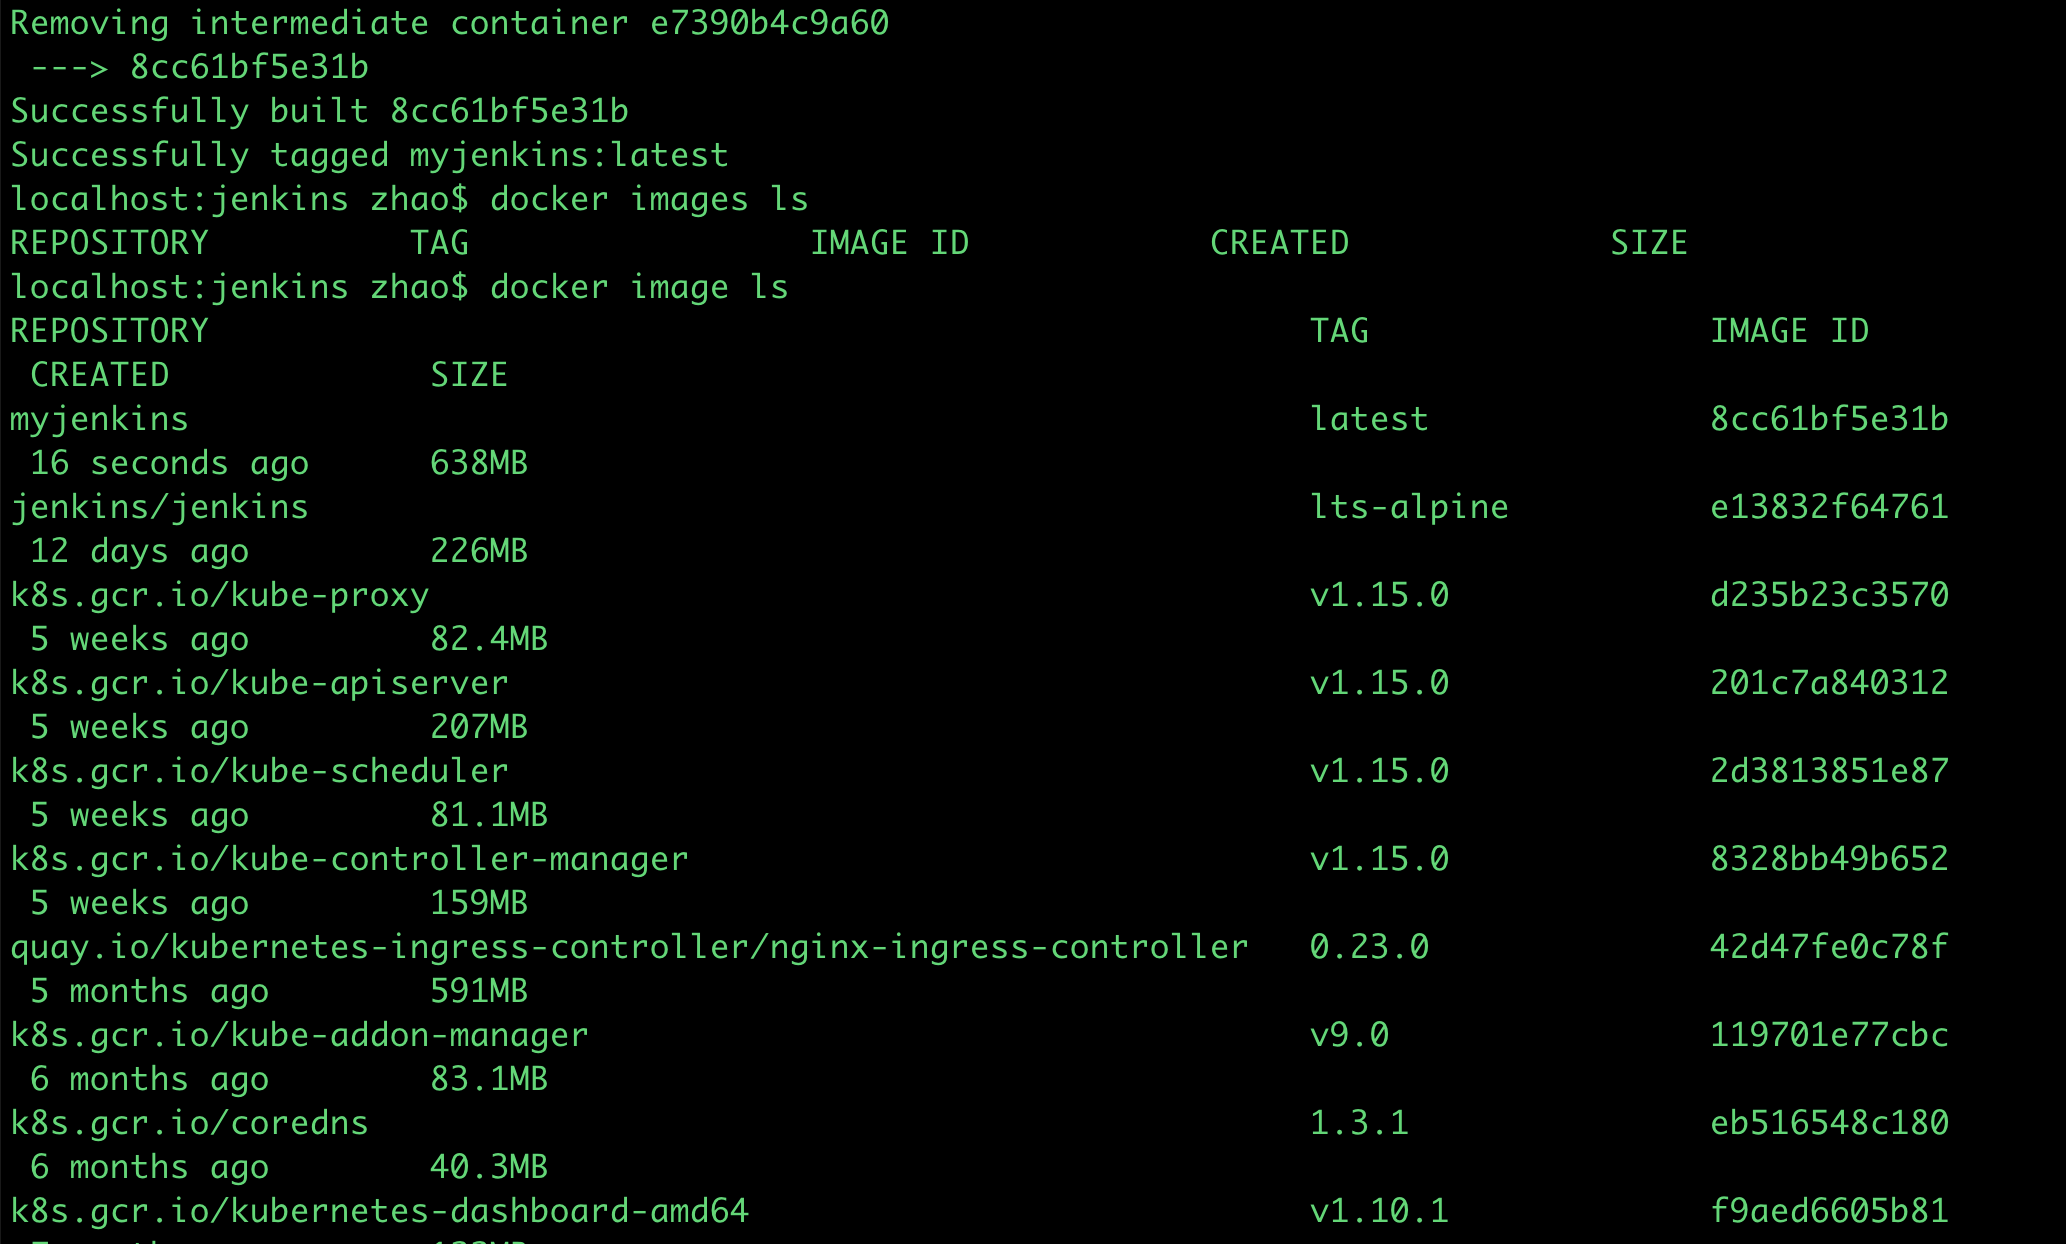 Removing intermediate container e7390b4c9a60
 ---> 8cc61bf5e31b
Successfully built 8cc61bf5e31b
Successfully tagged myjenkins:latest
localhost:jenkins zhao$ docker images ls
REPOSITORY          TAG                 IMAGE ID            CREATED             SIZE
localhost:jenkins zhao$ docker image ls
REPOSITORY                                                       TAG                 IMAGE ID
 CREATED             SIZE
myjenkins                                                        latest              8cc61bf5e31b
 16 seconds ago      638MB
jenkins/jenkins                                                  lts-alpine          e13832f64761
 12 days ago         226MB
k8s.gcr.io/kube-proxy                                            v1.15.0             d235b23c3570
 5 weeks ago         82.4MB
k8s.gcr.io/kube-apiserver                                        v1.15.0             201c7a840312
 5 weeks ago         207MB
k8s.gcr.io/kube-scheduler                                        v1.15.0             2d3813851e87
 5 weeks ago         81.1MB
k8s.gcr.io/kube-controller-manager                               v1.15.0             8328bb49b652
 5 weeks ago         159MB
quay.io/kubernetes-ingress-controller/nginx-ingress-controller   0.23.0              42d47fe0c78f
 5 months ago        591MB
k8s.gcr.io/kube-addon-manager                                    v9.0                119701e77cbc
 6 months ago        83.1MB
k8s.gcr.io/coredns                                               1.3.1               eb516548c180
 6 months ago        40.3MB
k8s.gcr.io/kubernetes-dashboard-amd64                            v1.10.1             f9aed6605b81